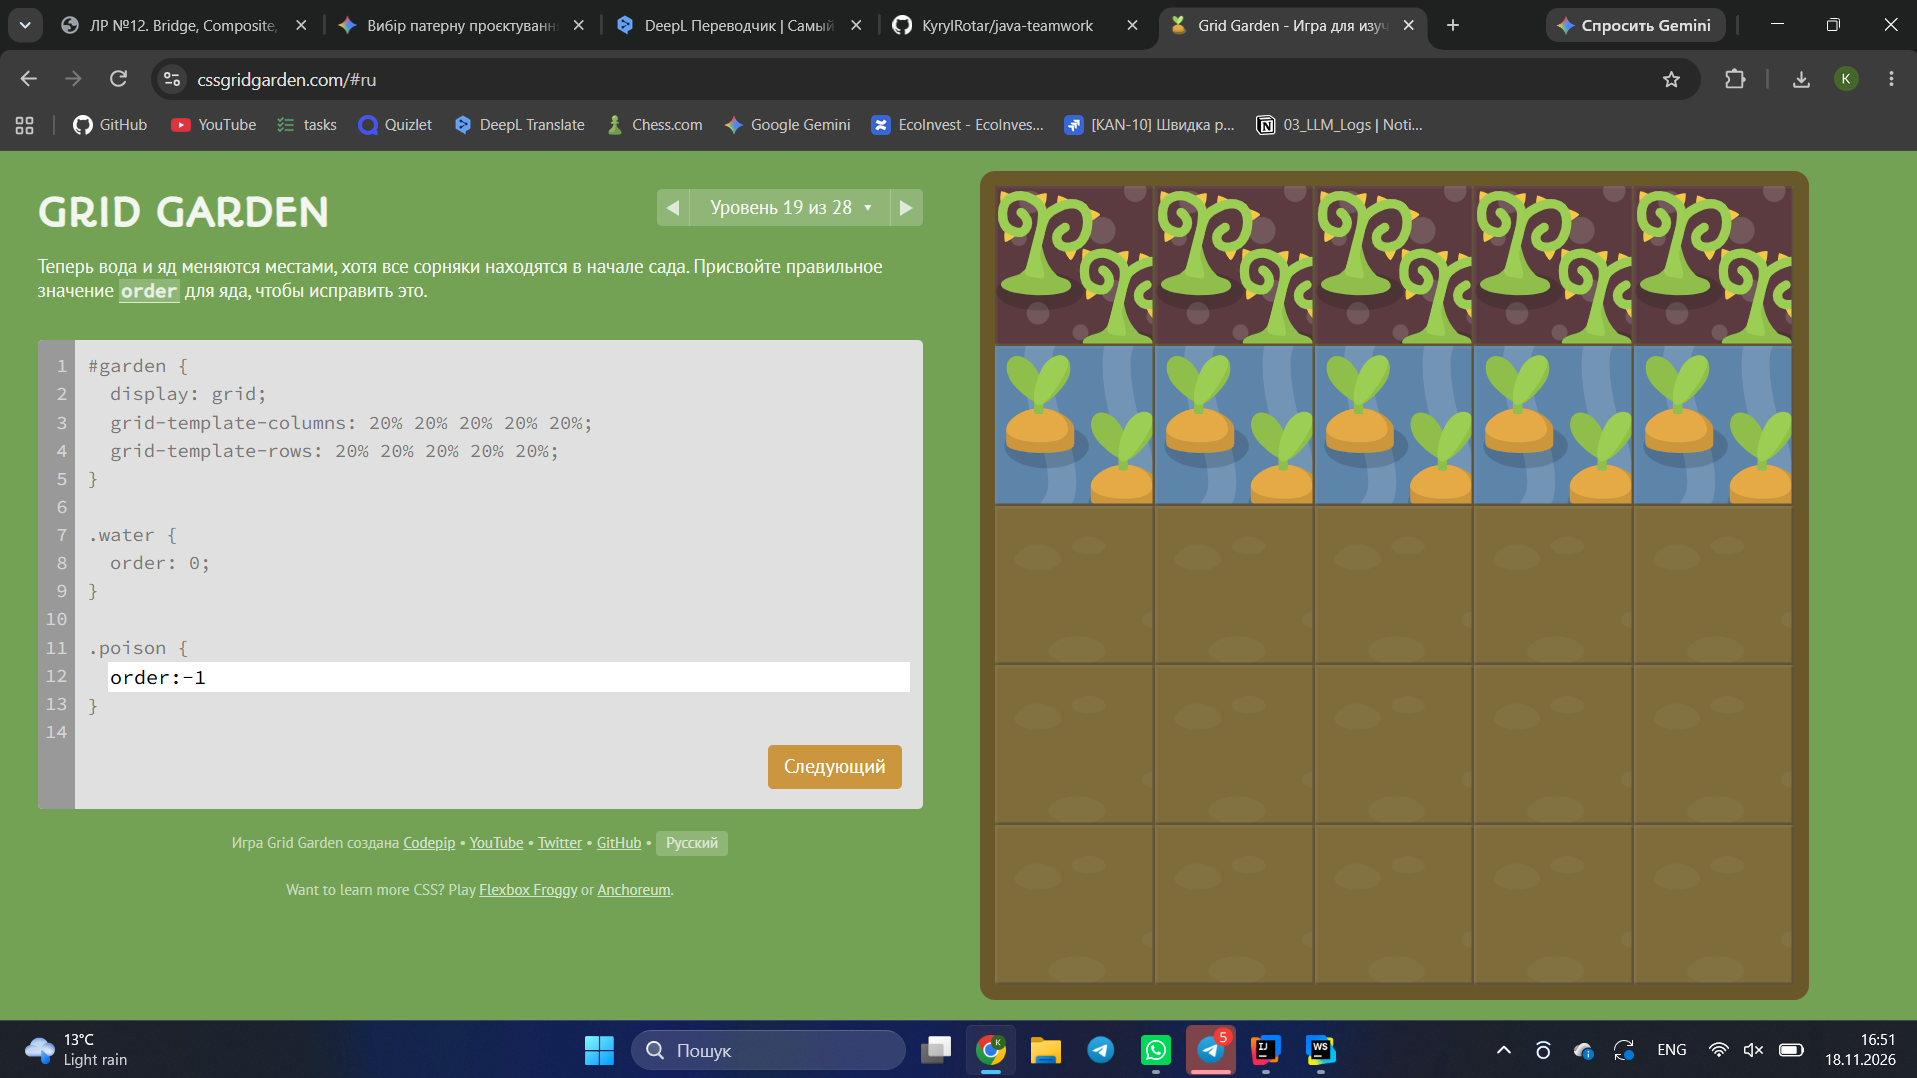 ЛР №12. Bridge, Composite,
Вибір патерну проєктуванн
DeepL Переводчик | Самый
KyrylRotar/java-teamwork
Grid Garden - Игра для изуч
Спросить Gemini
cssgridgarden.com/#ru
K
GitHub
YouTube
tasks
Quizlet
DeepL Translate
Chess.com
Google Gemini
EcoInvest - EcoInves...
[KAN-10] Швидка р...
03_LLM_Logs | Noti...
GRID GARDEN
Уровень 19 из 28
Теперь вода и яд меняются местами, хотя все сорняки находятся в начале сада. Присвойте правильное
значение order для яда, чтобы исправить это.
1 #garden {
2 display: grid;
3 grid-template-columns: 20% 20% 20% 20% 20%;
4 grid-template-rows: 20% 20% 20% 20% 20%;
5 }
6
7 .water {
8 order: 0;
9 }
10
11 .poison {
12 order:-1
13 }
14
Следующий
Игра Grid Garden создана Codepip • YouTube • Twitter • GitHub • Русский
Want to learn more CSS? Play Flexbox Froggy or Anchoreum.
13°C
Light rain
Пошук
K
5
IJ
WS
ENG
16:51
18.11.2026